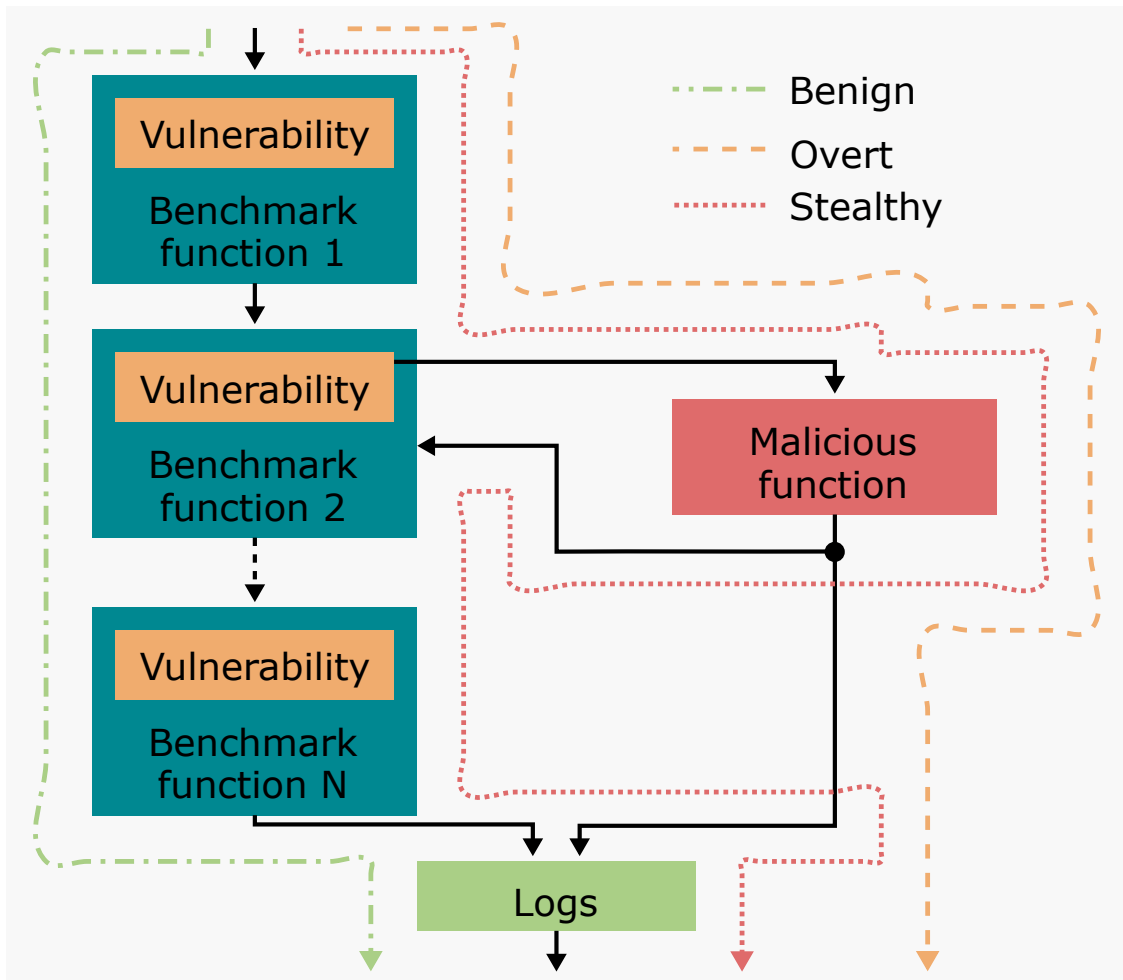 Vulnerability
Benchmark
function 1
Benign
Overt
Stealthy
Vulnerability
Benchmark
function 2
Malicious
function
Vulnerability
Benchmark
function N
Logs